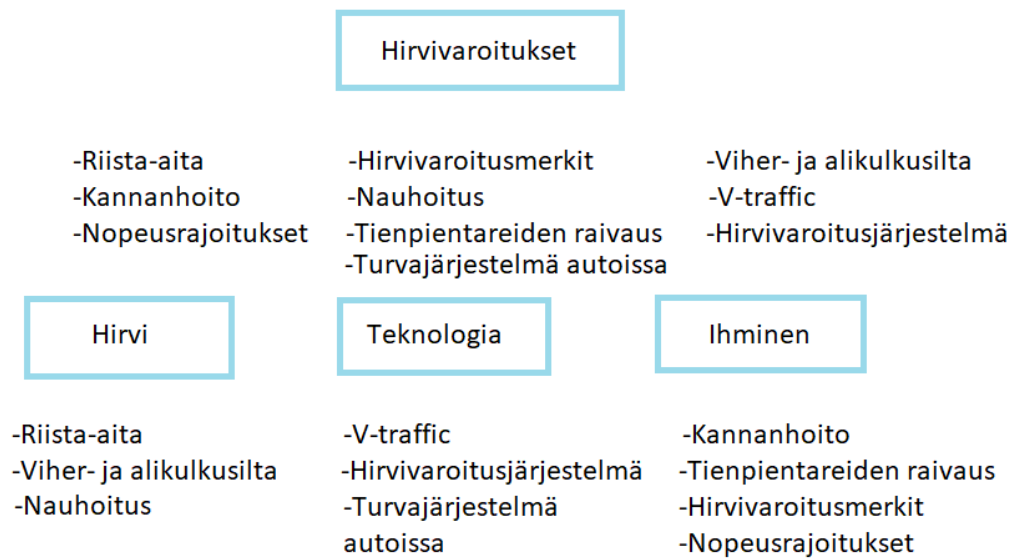 Hirvivaroitukset
-Riista-aita
-Kannanhoito
-Nopeusrajoitukset
-Hirvivaroitusmerkit
-Nauhoitus
-Tienpientareiden raivaus
-Turvajärjestelmä autoissa
-Viher- ja alikulkusilta
-V-traffic
-Hirvivaroitusjärjestelmä
Hirvi
Teknologia
Ihminen
-Riista-aita
-Viher- ja alikulkusilta
-Nauhoitus
-V-traffic
-Hirvivaroitusjärjestelmä
-Turvajärjestelmä
autoissa
-Kannanhoito
-Tienpientareiden raivaus
-Hirvivaroitusmerkit
-Nopeusrajoitukset